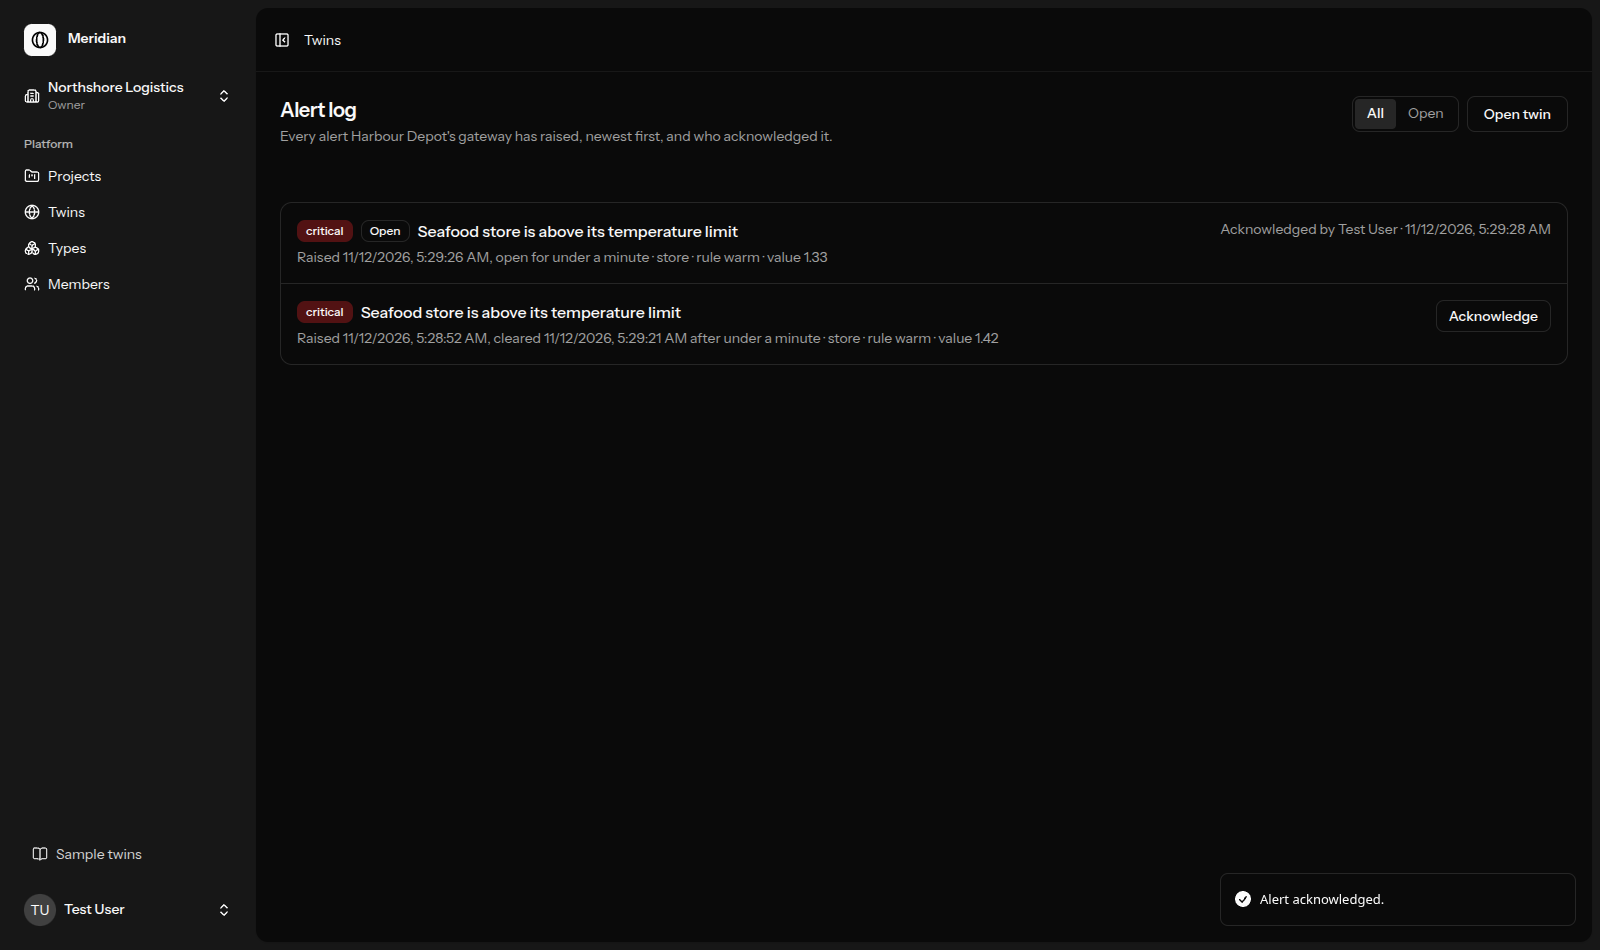 Meridian
Northshore Logistics
Owner
Platform
Projects
Twins
Types
Members
Sample twins
TU
Test User
Twins
Alert log
Every alert Harbour Depot's gateway has raised, newest first, and who acknowledged it.
All
Open
Open twin
critical
Open
Seafood store is above its temperature limit
Acknowledged by Test User · 11/12/2026, 5:29:28 AM
Raised 11/12/2026, 5:29:26 AM, open for under a minute · store · rule warm · value 1.33
critical
Seafood store is above its temperature limit
Acknowledge
Raised 11/12/2026, 5:28:52 AM, cleared 11/12/2026, 5:29:21 AM after under a minute · store · rule warm · value 1.42
Alert acknowledged.